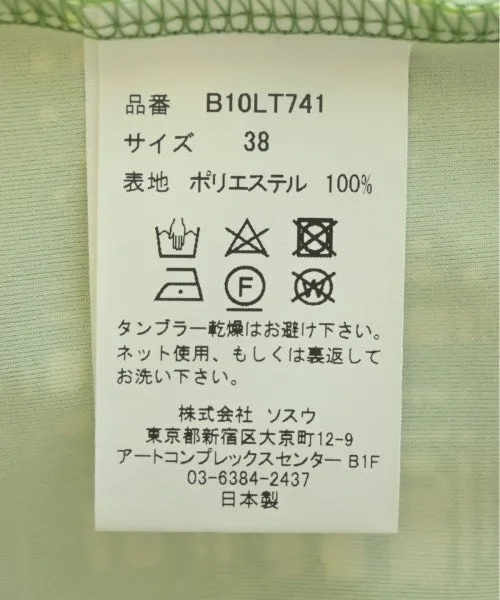 品番 B10LT741
サイズ 38
表地 ポリエステル 100%
F W
タンブラー乾燥はお避け下さい。
ネット使用、もしくは裏返して
お洗い下さい。
株式会社 ソスウ
東京都新宿区大京町12-9
アートコンプレックスセンター B1F
03-6384-2437
日本製